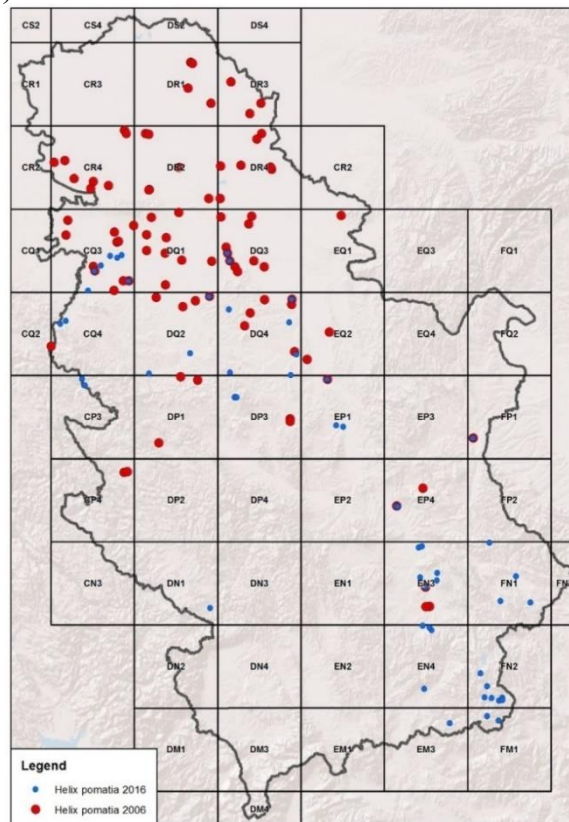 )
CS2 CS4 DS2 DS4
CR1 CR3 DR1 DR3
CR2 CR4 DR2 DR4 CR2
CQ1 CQ3 DQ1 DQ3 EQ1 EQ3 FQ1
CQ2 CQ4 DQ2 DQ4 EQ2 EQ4 FQ2
CP3 DP1 DP3 EP1 EP3 FP1
CP4 DP2 DP4 EP2 EP4 FP2
CN3 DN1 DN3 EN1 EN3 FN1
DN2 DN4 EN2 EN4 FN2
DM1 DM3 EM1 EM3 FM1
DM4
Legend
Helix pomatia 2016
Helix pomatia 2006